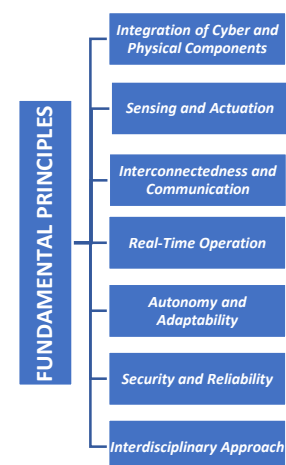 FUNDAMENTAL PRINCIPLES
Integration of Cyber and
Physical Components
Sensing and Actuation
Interconnectedness and
Communication
Real-Time Operation
Autonomy and
Adaptability
Security and Reliability
Interdisciplinary Approach